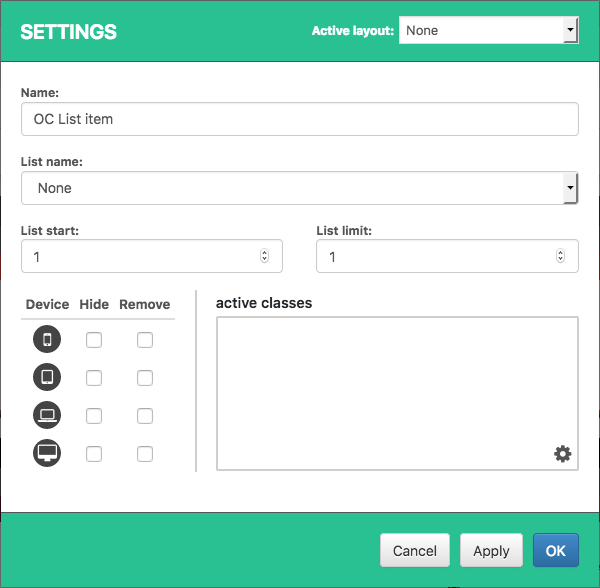 SETTINGS
Active layout: None
Name:
OC List item
List name:
None
List start: List limit:
1 1
Device Hide Remove
active classes
Cancel Apply OK